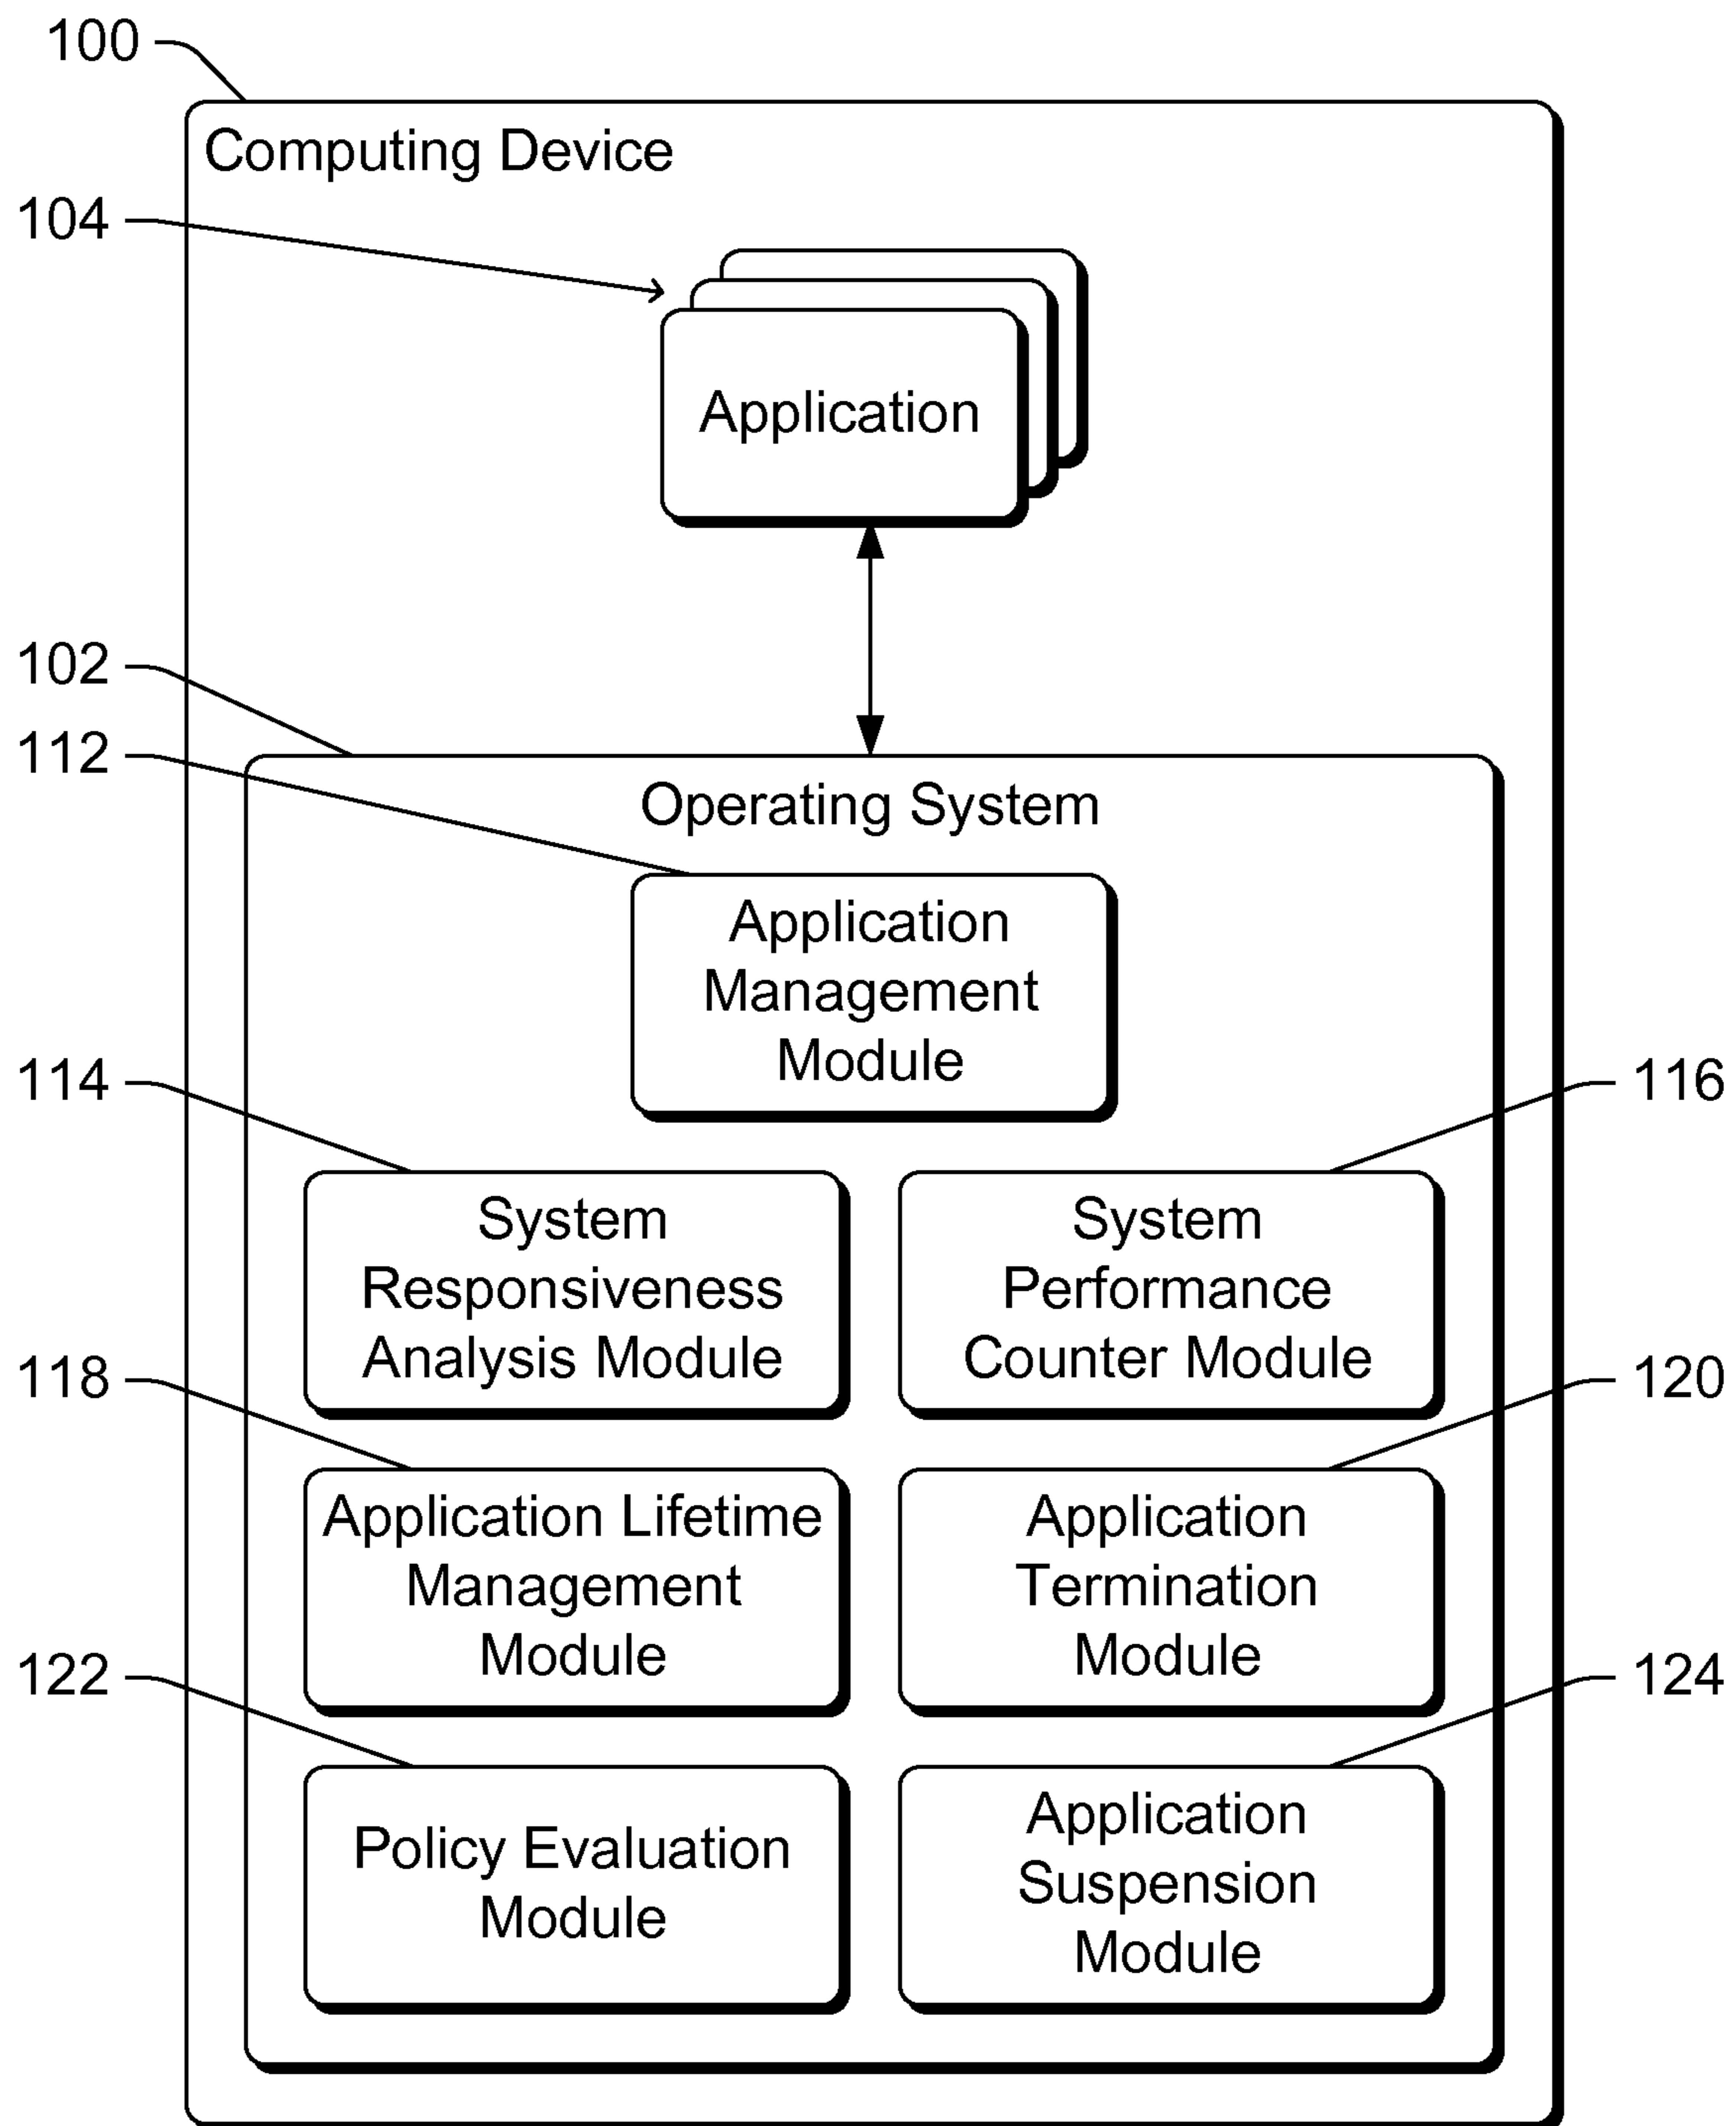 100
Computing Device
104
Application
102
112
Operating System
Application
Management
Module
114
116
System
Responsiveness
Analysis Module
System
Performance
Counter Module
118
120
Application Lifetime
Management
Module
Application
Termination
Module
122
124
Policy Evaluation
Module
Application
Suspension
Module